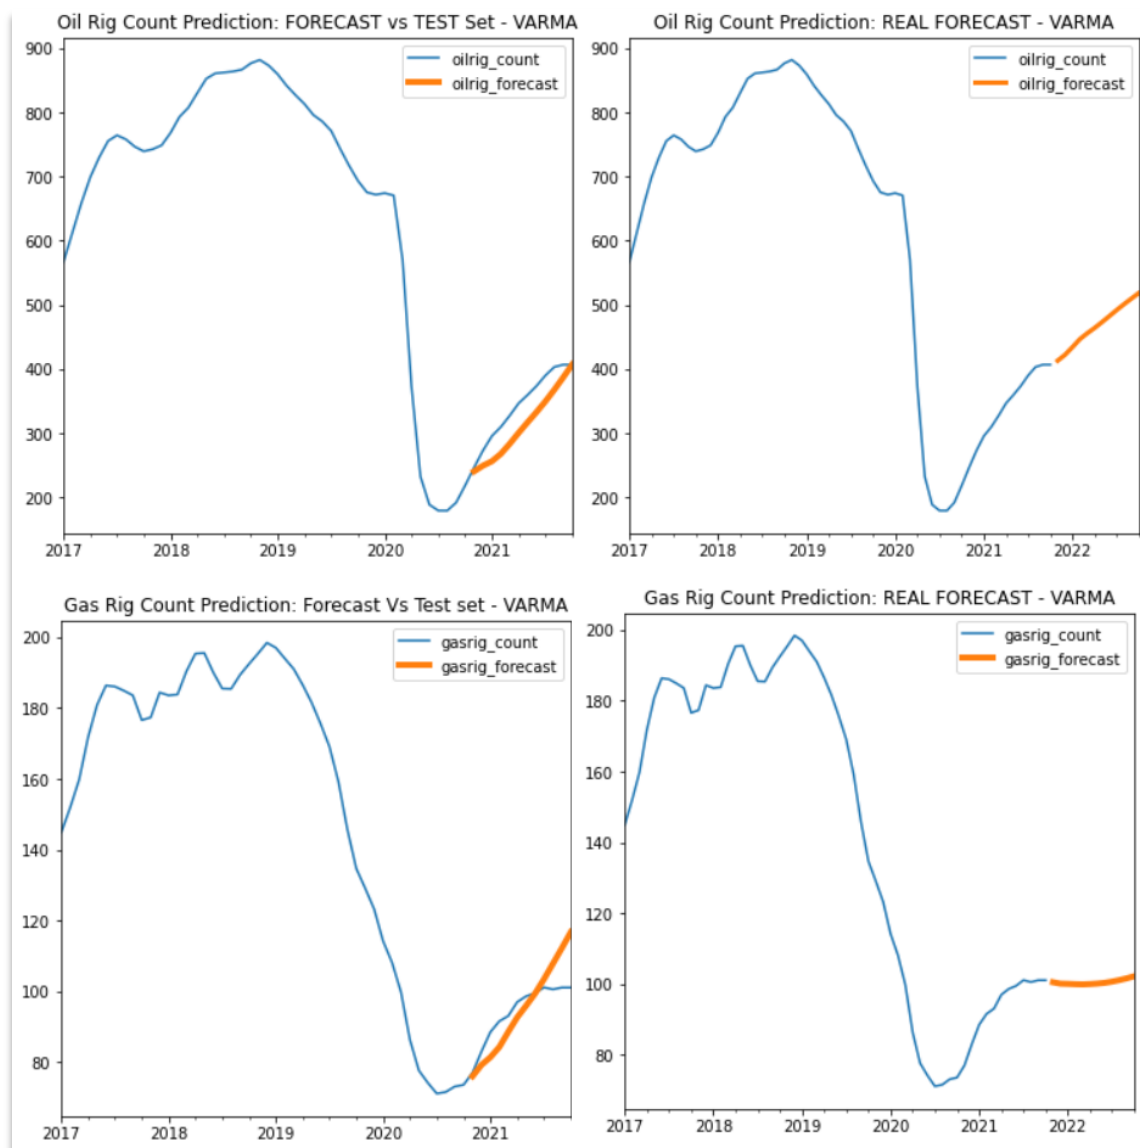 Oil Rig Count Prediction: FORECAST vs TEST Set - VARMA
oilrig_count
oilrig_forecast
900
800
700
600
500
400
300
200
2017 2018 2019 2020 2021
Oil Rig Count Prediction: REAL FORECAST - VARMA
oilrig_count
oilrig_forecast
900
800
700
600
500
400
300
200
2017 2018 2019 2020 2021 2022
Gas Rig Count Prediction: Forecast Vs Test set - VARMA
gasrig_count
gasrig_forecast
200
180
160
140
120
100
80
2017 2018 2019 2020 2021
Gas Rig Count Prediction: REAL FORECAST - VARMA
gasrig_count
gasrig_forecast
200
180
160
140
120
100
80
2017 2018 2019 2020 2021 2022